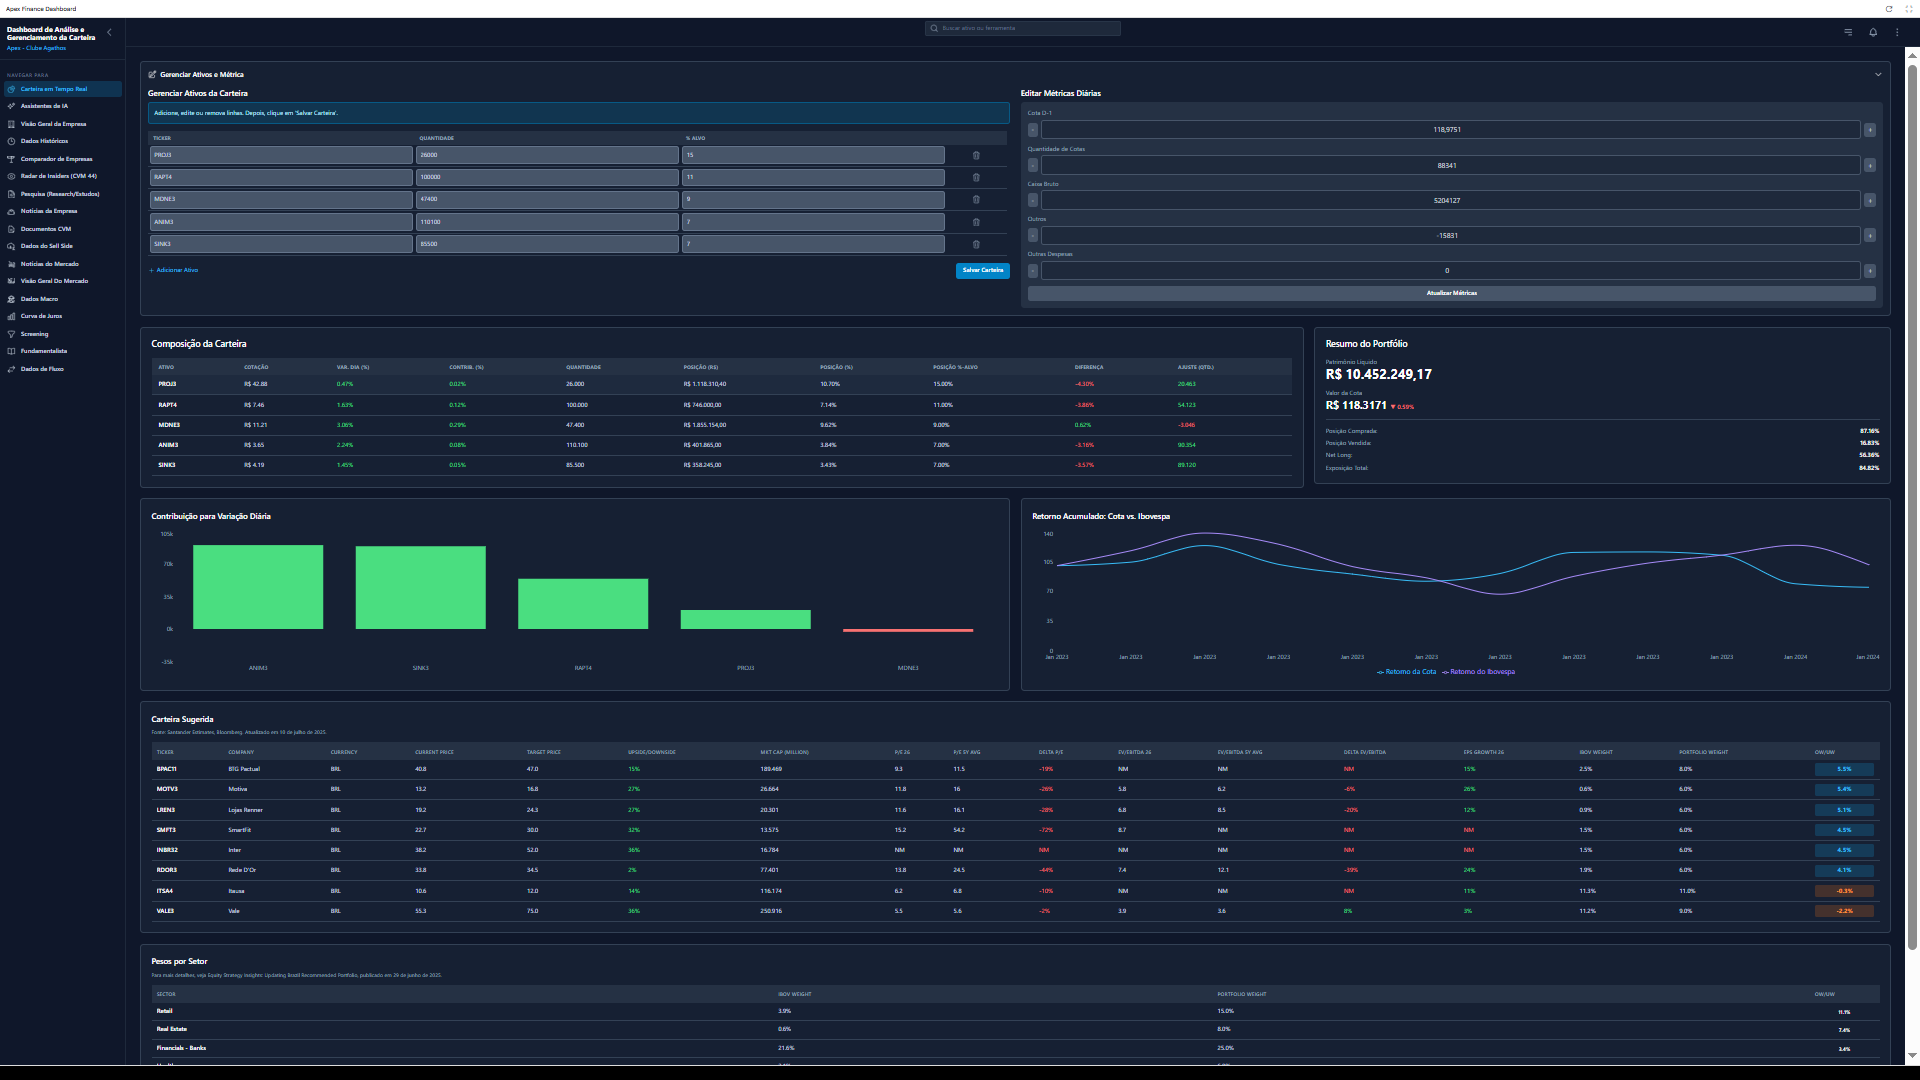 Apex Finance Dashboard
Dashboard de Análise e
Gerenciamento da Carteira
Apex - Clube Agathos
Buscar ativo ou ferramenta
NAVEGAR PARA
Carteira em Tempo Real
Assistentes de IA
Visão Geral da Empresa
Dados Históricos
Comparador de Empresas
Radar de Insiders (CVM 44)
Pesquisa (Research/Estudos)
Notícias da Empresa
Documentos CVM
Dados do Sell Side
Notícias do Mercado
Visão Geral Do Mercado
Dados Macro
Curva de Juros
Screening
Fundamentalista
Dados de Fluxo
Gerenciar Ativos e Métrica
Gerenciar Ativos da Carteira
Adicione, edite ou remova linhas. Depois, clique em 'Salvar Carteira'.
TICKER QUANTIDADE % ALVO
PROJ3 26000 15
RAPT4 100000 11
MDNE3 47400 9
ANIM3 110100 7
SINK3 85500 7
+ Adicionar Ativo
Salvar Carteira
Editar Métricas Diárias
Cota D-1
- 118,9751 +
Quantidade de Cotas
- 88341 +
Caixa Bruto
- 5204127 +
Outros
- -15831 +
Outras Despesas
- 0 +
Atualizar Métricas
Composição da Carteira
ATIVO COTAÇÃO VAR. DIA (%) CONTRIB. (%) QUANTIDADE POSIÇÃO (R$) POSIÇÃO (%) POSIÇÃO %-ALVO DIFERENÇA AJUSTE (QTD.)
PROJ3 R$ 42.88 0.47% 0.02% 26.000 R$ 1.118.310,40 10.70% 15.00% -4.30% 20.463
RAPT4 R$ 7.46 1.63% 0.12% 100.000 R$ 746.000,00 7.14% 11.00% -3.86% 54.123
MDNE3 R$ 11.21 3.06% 0.29% 47.400 R$ 1.855.154,00 9.62% 9.00% 0.62% -3.046
ANIM3 R$ 3.65 2.24% 0.08% 110.100 R$ 401.865,00 3.84% 7.00% -3.16% 90.354
SINK3 R$ 4.19 1.45% 0.05% 85.500 R$ 358.245,00 3.43% 7.00% -3.57% 89.120
Resumo do Portfólio
Patrimônio Líquido
R$ 10.452.249,17
Valor da Cota
R$ 118.3171 ▼ 0.59%
Posição Comprada: 87.16%
Posição Vendida: 16.83%
Net Long: 56.36%
Exposição Total: 84.82%
Contribuição para Variação Diária
105k
70k
35k
0k
-35k
ANIM3 SINK3 RAPT4 PROJ3 MDNE3
Retorno Acumulado: Cota vs. Ibovespa
140
105
70
35
0
Jan 2023 Jan 2023 Jan 2023 Jan 2023 Jan 2023 Jan 2023 Jan 2023 Jan 2023 Jan 2023 Jan 2023 Jan 2024 Jan 2024
Retorno da Cota Retorno do Ibovespa
Carteira Sugerida
Fonte: Santander Estimates, Bloomberg. Atualizado em 10 de julho de 2025.
TICKER COMPANY CURRENCY CURRENT PRICE TARGET PRICE UPSIDE/DOWNSIDE MKT CAP (MILLION) P/E 26 P/E 5Y AVG DELTA P/E EV/EBITDA 26 EV/EBITDA 5Y AVG DELTA EV/EBITDA EPS GROWTH 26 IBOV WEIGHT PORTFOLIO WEIGHT OW/UW
BPAC11 BTG Pactual BRL 40.8 47.0 15% 189.469 9.3 11.5 -19% NM NM NM 15% 2.5% 8.0% 5.5%
MOTV3 Motiva BRL 13.2 16.8 27% 26.664 11.8 16 -26% 5.8 6.2 -6% 26% 0.6% 6.0% 5.4%
LREN3 Lojas Renner BRL 19.2 24.3 27% 20.301 11.6 16.1 -28% 6.8 8.5 -20% 12% 0.9% 6.0% 5.1%
SMFT3 SmartFit BRL 22.7 30.0 32% 13.575 15.2 54.2 -72% 8.7 NM NM NM 1.5% 6.0% 4.5%
INBR32 Inter BRL 38.2 52.0 36% 16.784 NM NM NM NM NM NM NM 1.5% 6.0% 4.5%
RDOR3 Rede D'Or BRL 33.8 34.5 2% 77.401 13.8 24.5 -44% 7.4 12.1 -39% 24% 1.9% 6.0% 4.1%
ITSA4 Itausa BRL 10.6 12.0 14% 116.174 6.2 6.8 -10% NM NM NM 11% 11.3% 11.0% -0.3%
VALE3 Vale BRL 55.3 75.0 36% 250.916 5.5 5.6 -2% 3.9 3.6 8% 3% 11.2% 9.0% -2.2%
Pesos por Setor
Para mais detalhes, veja Equity Strategy Insights: Updating Brazil Recommended Portfolio, publicado em 29 de junho de 2025.
SECTOR IBOV WEIGHT PORTFOLIO WEIGHT OW/UW
Retail 3.9% 15.0% 11.1%
Real Estate 0.6% 8.0% 7.4%
Financials - Banks 21.6% 25.0% 3.4%